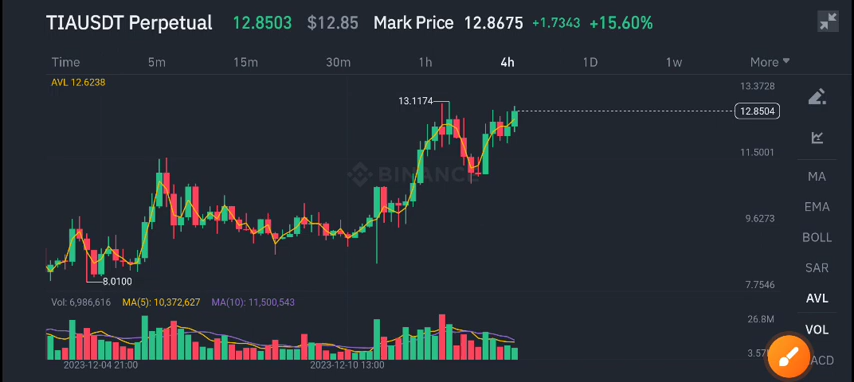 TIAUSDT Perpetual 12.8503 $12.85 Mark Price 12.8675 +1.7343 +15.60%
Time 5m 15m 30m 1h 4h 1D 1w More
AVL 12.6238
13.3728
13.1174
12.8504
11.5001
BINANCE
MA
EMA
9.6273
BOLL
SAR
8.0100
7.7546
AVL
Vol: 6,986,616 MA(5): 10,372,627 MA(10): 11,500,543
26.8M
VOL
3.57
2023-12-04 21:00 2023-12-10 13:00